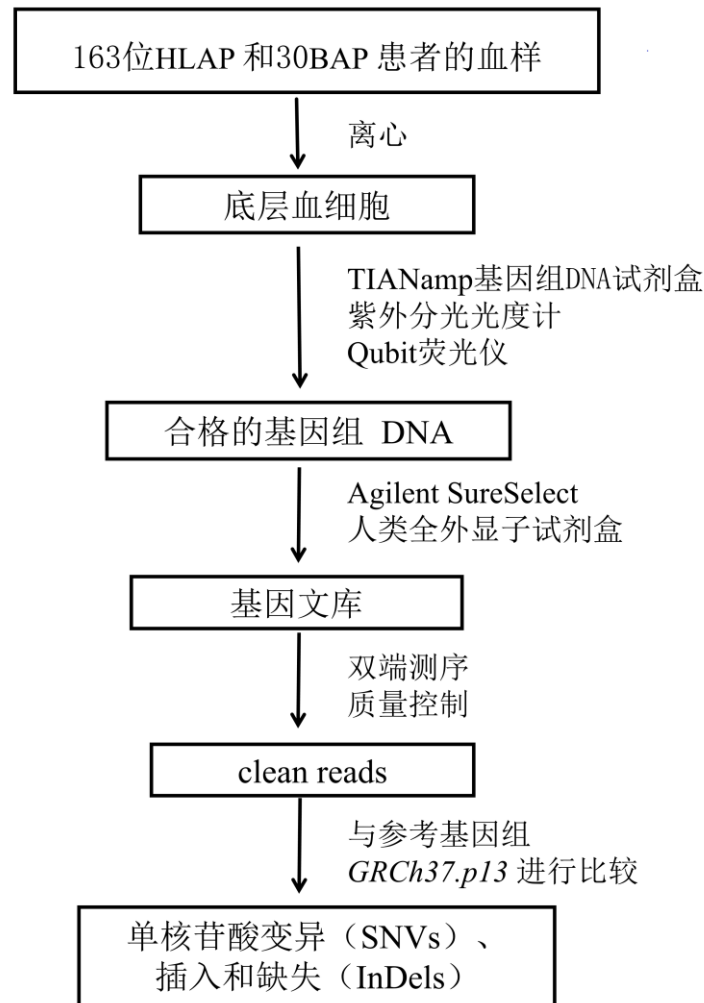 163位HLAP 和30BAP 患者的血样
离心
底层血细胞
TIANamp基因组DNA试剂盒
紫外分光光度计
Qubit荧光仪
合格的基因组 DNA
Agilent SureSelect
人类全外显子试剂盒
基因文库
双端测序
质量控制
clean reads
与参考基因组
GRCh37.p13 进行比较
单核苷酸变异（SNVs）、
插入和缺失（InDels）